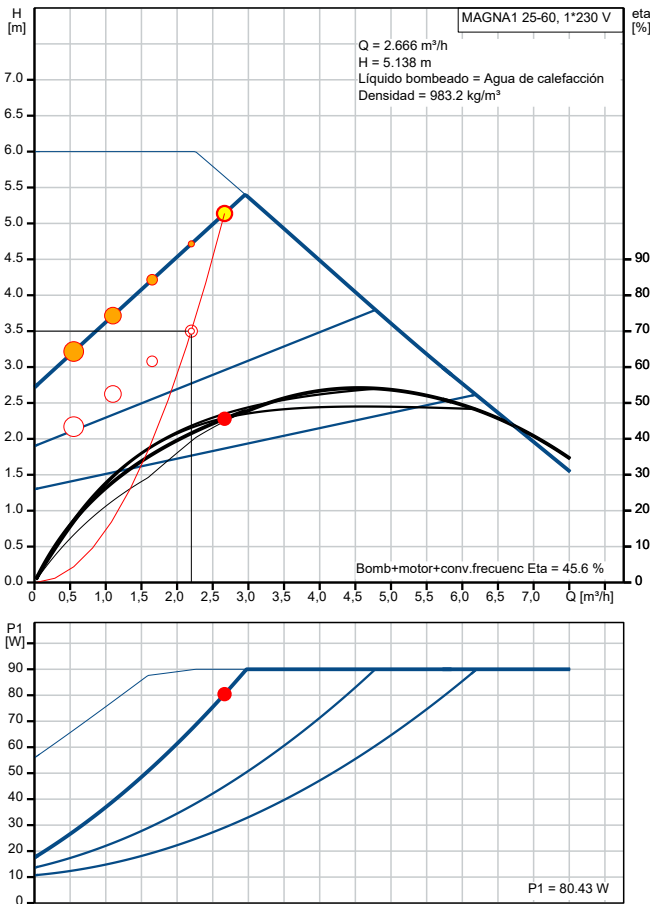 H
[m]
MAGNA1 25-60, 1*230 V
eta
[%]
Q = 2.666 m³/h
H = 5.138 m
Líquido bombeado = Agua de calefacción
Densidad = 983.2 kg/m³
7.0
6.5
6.0
5.5
5.0
4.5
4.0
3.5
3.0
2.5
2.0
1.5
1.0
0.5
0.0
90
80
70
60
50
40
30
20
10
0
Bomb+motor+conv.frecuenc Eta = 45.6 %
0 0,5 1,0 1,5 2,0 2,5 3,0 3,5 4,0 4,5 5,0 5,5 6,0 6,5 7,0 Q [m³/h]
P1
[W]
90
80
70
60
50
40
30
20
10
0
P1 = 80.43 W